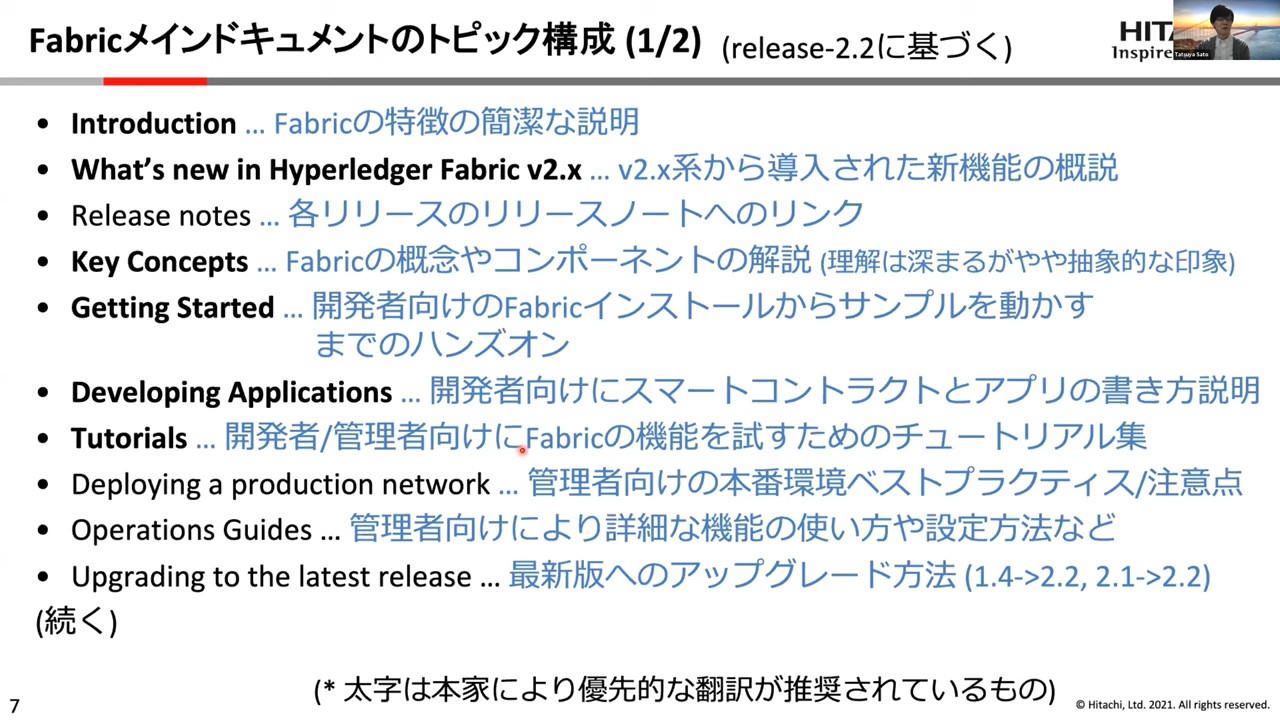 Fabricメインドキュメントのトピック構成 (1/2) (release-2.2に基づく)
Inspire
Tatsuya Sato
• Introduction … Fabricの特徴の簡潔な説明
• What’s new in Hyperledger Fabric v2.x … v2.x系から導入された新機能の概説
• Release notes … 各リリースのリリースノートへのリンク
• Key Concepts … Fabricの概念やコンポーネントの解説 (理解は深まるがやや抽象的な印象)
• Getting Started … 開発者向けのFabricインストールからサンプルを動かす
までのハンズオン
• Developing Applications … 開発者向けにスマートコントラクトとアプリの書き方説明
• Tutorials … 開発者/管理者向けにFabricの機能を試すためのチュートリアル集
• Deploying a production network … 管理者向けの本番環境ベストプラクティス/注意点
• Operations Guides … 管理者向けにより詳細な機能の使い方や設定方法など
• Upgrading to the latest release … 最新版へのアップグレード方法 (1.4->2.2, 2.1->2.2)
(続く)
(* 太字は本家により優先的な翻訳が推奨されているもの)
7
© Hitachi, Ltd. 2021. All rights reserved.